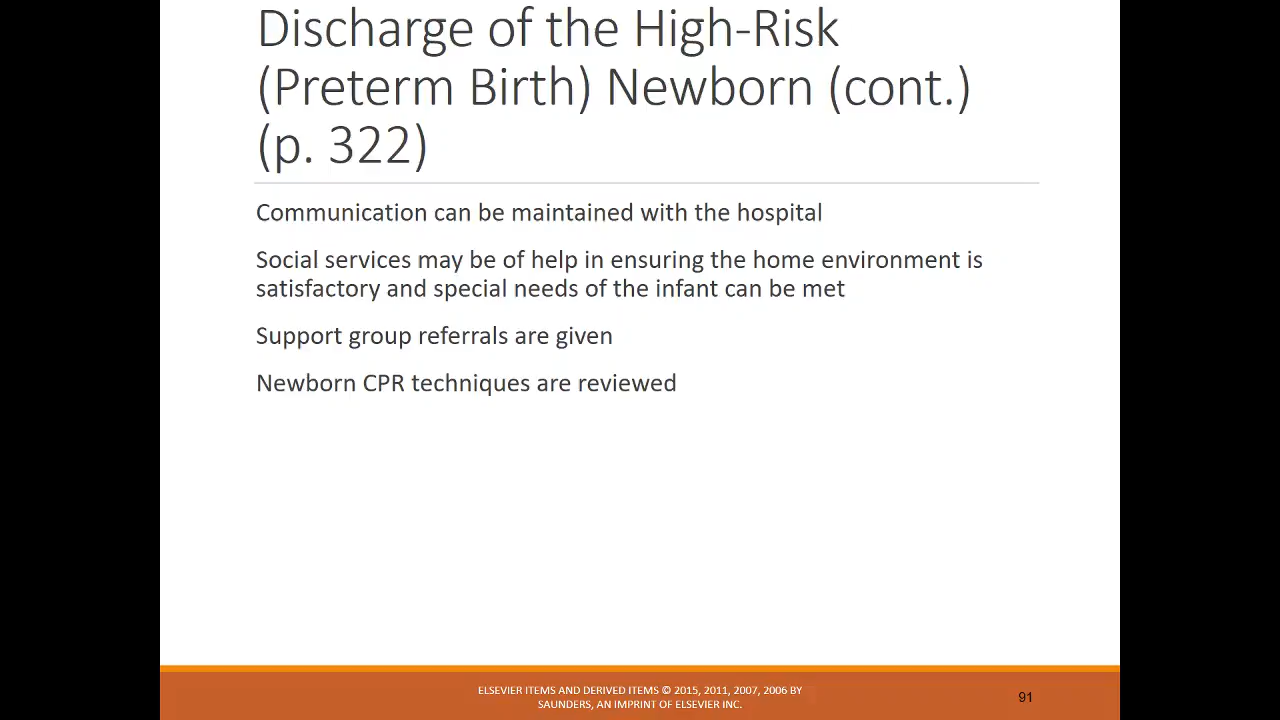 Discharge of the High-Risk
(Preterm Birth) Newborn (cont.)
(p. 322)
Communication can be maintained with the hospital
Social services may be of help in ensuring the home environment is
satisfactory and special needs of the infant can be met
Support group referrals are given
Newborn CPR techniques are reviewed
ELSEVIER ITEMS AND DERIVED ITEMS © 2015, 2011, 2007, 2006 BY
SAUNDERS, AN IMPRINT OF ELSEVIER INC.
91